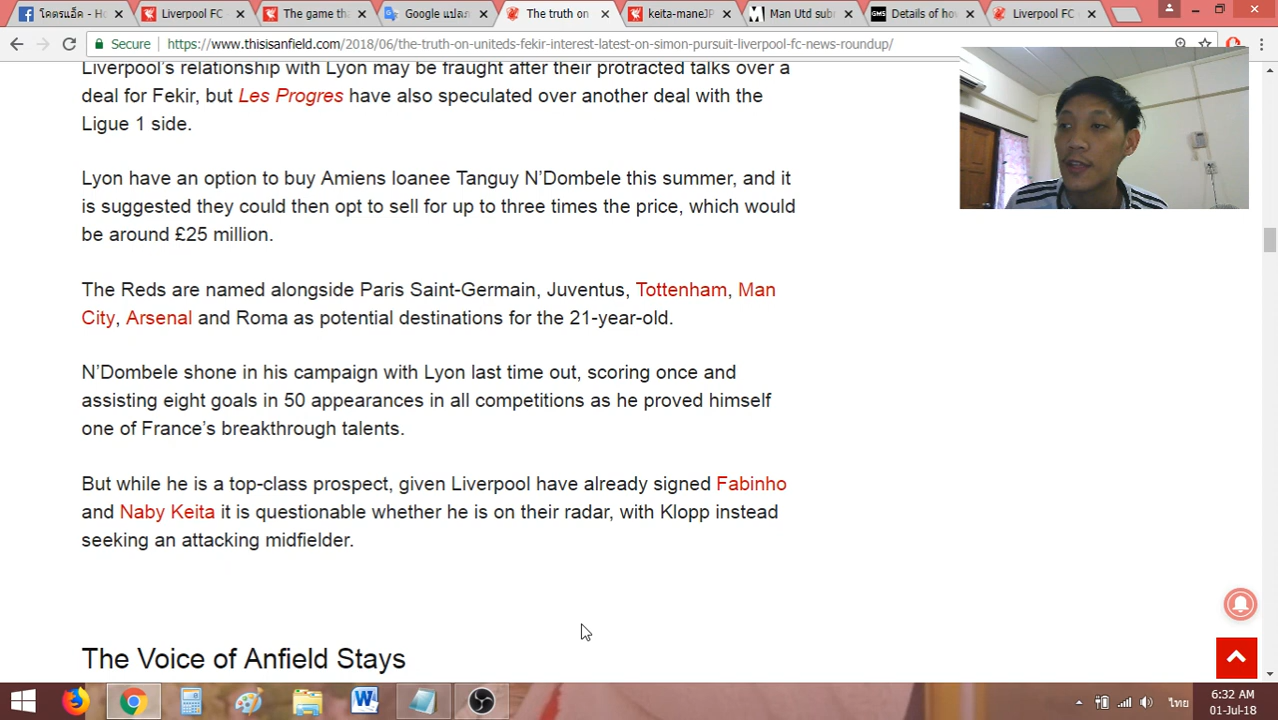 โคตรแอ็ค - Ho
Liverpool FC
The game tha
Google แปลภ
The truth on
keita-maneJP
Man Utd sub
Details of ho
Liverpool FC
Secure
https://www.thisisanfield.com/2018/06/the-truth-on-uniteds-fekir-interest-latest-on-simon-pursuit-liverpool-fc-news-roundup/
Liverpool's relationship with Lyon may be fraught after their protracted talks over a
deal for Fekir, but Les Progres have also speculated over another deal with the
Ligue 1 side.
Lyon have an option to buy Amiens loanee Tanguy N'Dombele this summer, and it
is suggested they could then opt to sell for up to three times the price, which would
be around £25 million.
The Reds are named alongside Paris Saint-Germain, Juventus, Tottenham, Man
City, Arsenal and Roma as potential destinations for the 21-year-old.
N'Dombele shone in his campaign with Lyon last time out, scoring once and
assisting eight goals in 50 appearances in all competitions as he proved himself
one of France's breakthrough talents.
But while he is a top-class prospect, given Liverpool have already signed Fabinho
and Naby Keita it is questionable whether he is on their radar, with Klopp instead
seeking an attacking midfielder.
The Voice of Anfield Stays
ไทย
6:32 AM
01-Jul-18